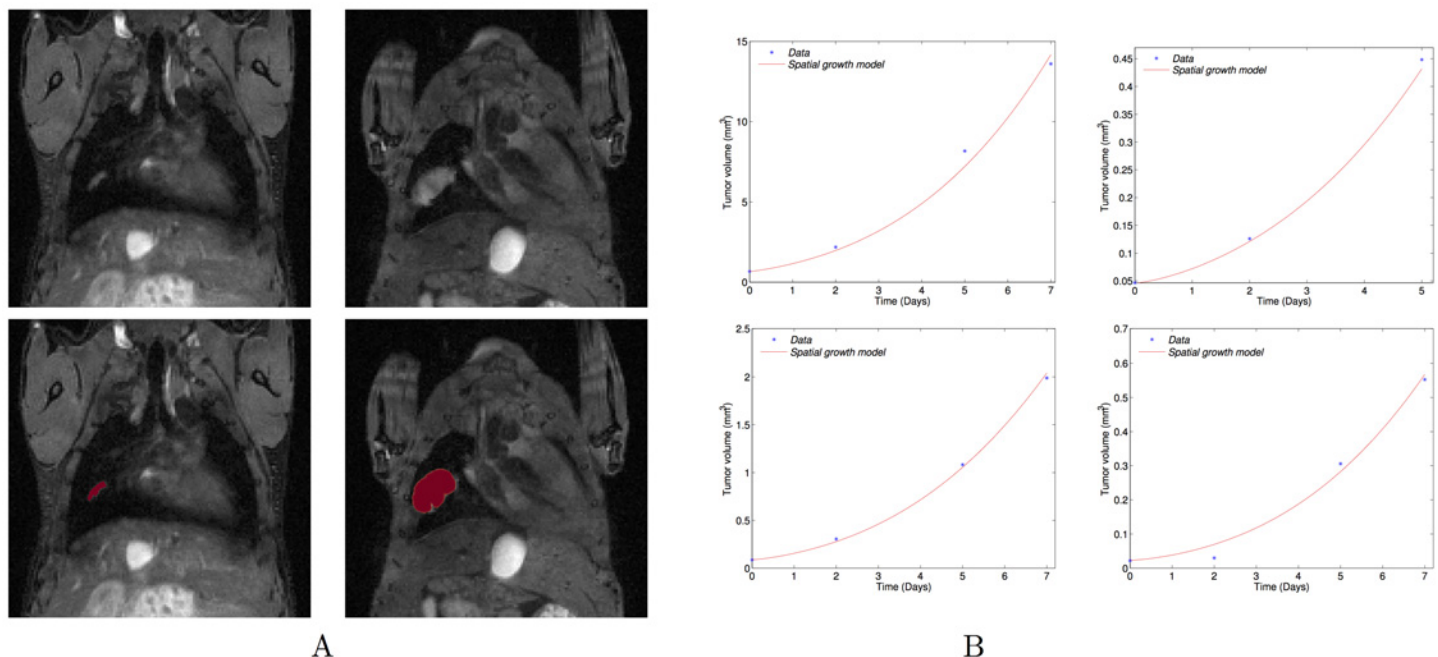 15
Data
Spatial growth model
10
5
0
Tumor volume (mm³)
0 1 2 3 4 5 6 7
Time (Days)
0.45
Data
Spatial growth model
0.4
0.35
0.3
0.25
0.2
0.15
0.1
0.05
Tumor volume (mm³)
0 1 2 3 4 5
Time (Days)
2.5
Data
Spatial growth model
2
1.5
1
0.5
0
Tumor volume (mm³)
0 1 2 3 4 5 6 7
Time (Days)
0.7
Data
Spatial growth model
0.6
0.5
0.4
0.3
0.2
0.1
0
Tumor volume (mm³)
0 1 2 3 4 5 6 7
Time (Days)
A
B